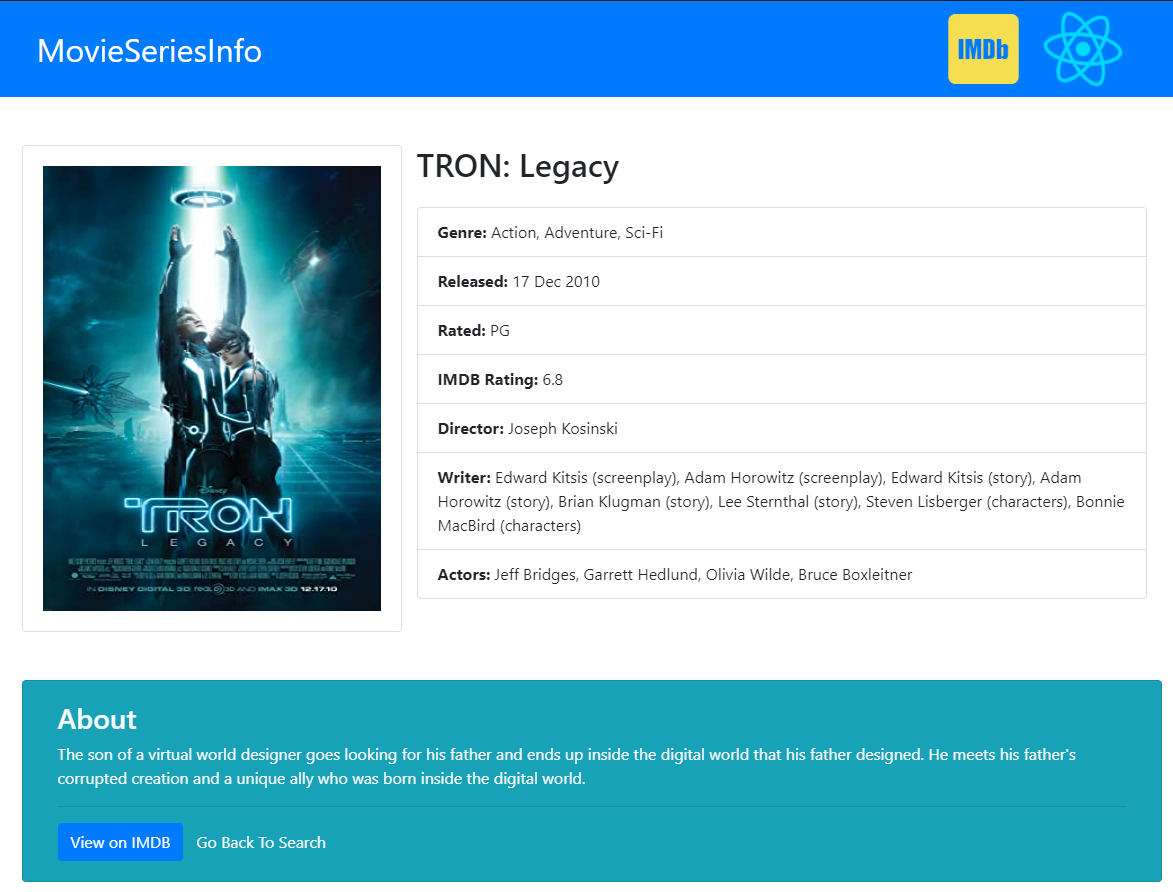 MovieSeriesInfo
IMDb
TRON: Legacy
Genre: Action, Adventure, Sci-Fi
Released: 17 Dec 2010
Rated: PG
IMDB Rating: 6.8
Director: Joseph Kosinski
Writer: Edward Kitsis (screenplay), Adam Horowitz (screenplay), Edward Kitsis (story), Adam
Horowitz (story), Brian Klugman (story), Lee Sternthal (story), Steven Lisberger (characters), Bonnie
MacBird (characters)
Actors: Jeff Bridges, Garrett Hedlund, Olivia Wilde, Bruce Boxleitner
Disney
TRON
LEGACY
IN DISNEY DIGITAL 3D, REAL D 3D AND IMAX 3D 12.17.10
About
The son of a virtual world designer goes looking for his father and ends up inside the digital world that his father designed. He meets his father's
corrupted creation and a unique ally who was born inside the digital world.
View on IMDB
Go Back To Search